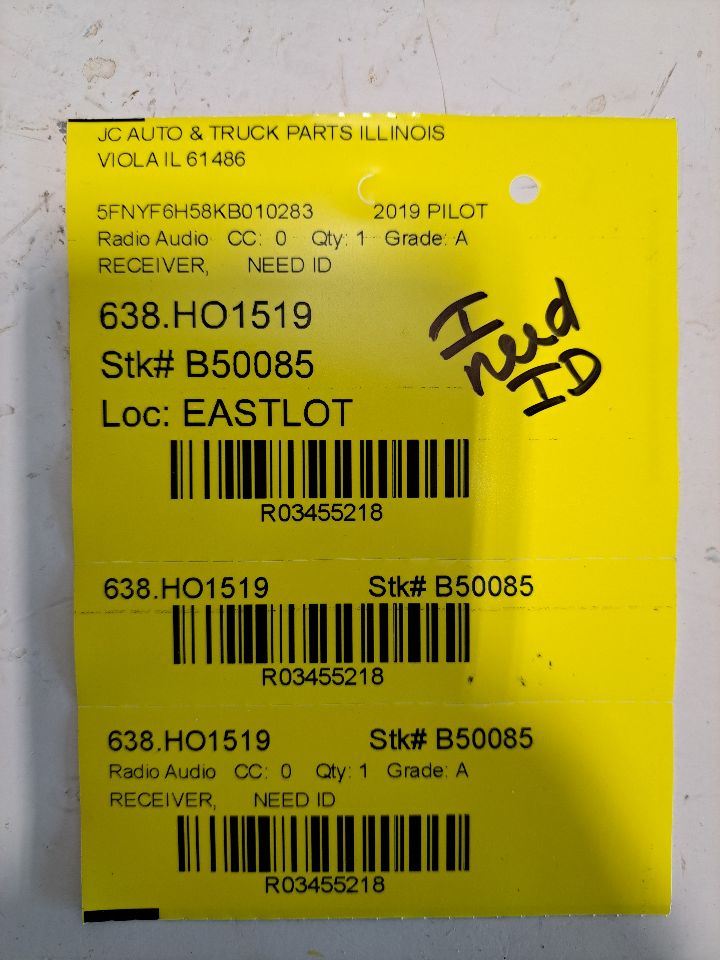 JC AUTO & TRUCK PARTS ILLINOIS
VIOLA IL 61486
5FNYF6H58KB010283 2019 PILOT
Radio Audio CC: 0 Qty: 1 Grade: A
RECEIVER, NEED ID
638.HO1519
Stk# B50085
Loc: EASTLOT
I
need
ID
R03455218
638.HO1519 Stk# B50085
R03455218
638.HO1519 Stk# B50085
Radio Audio CC: 0 Qty: 1 Grade: A
RECEIVER, NEED ID
R03455218